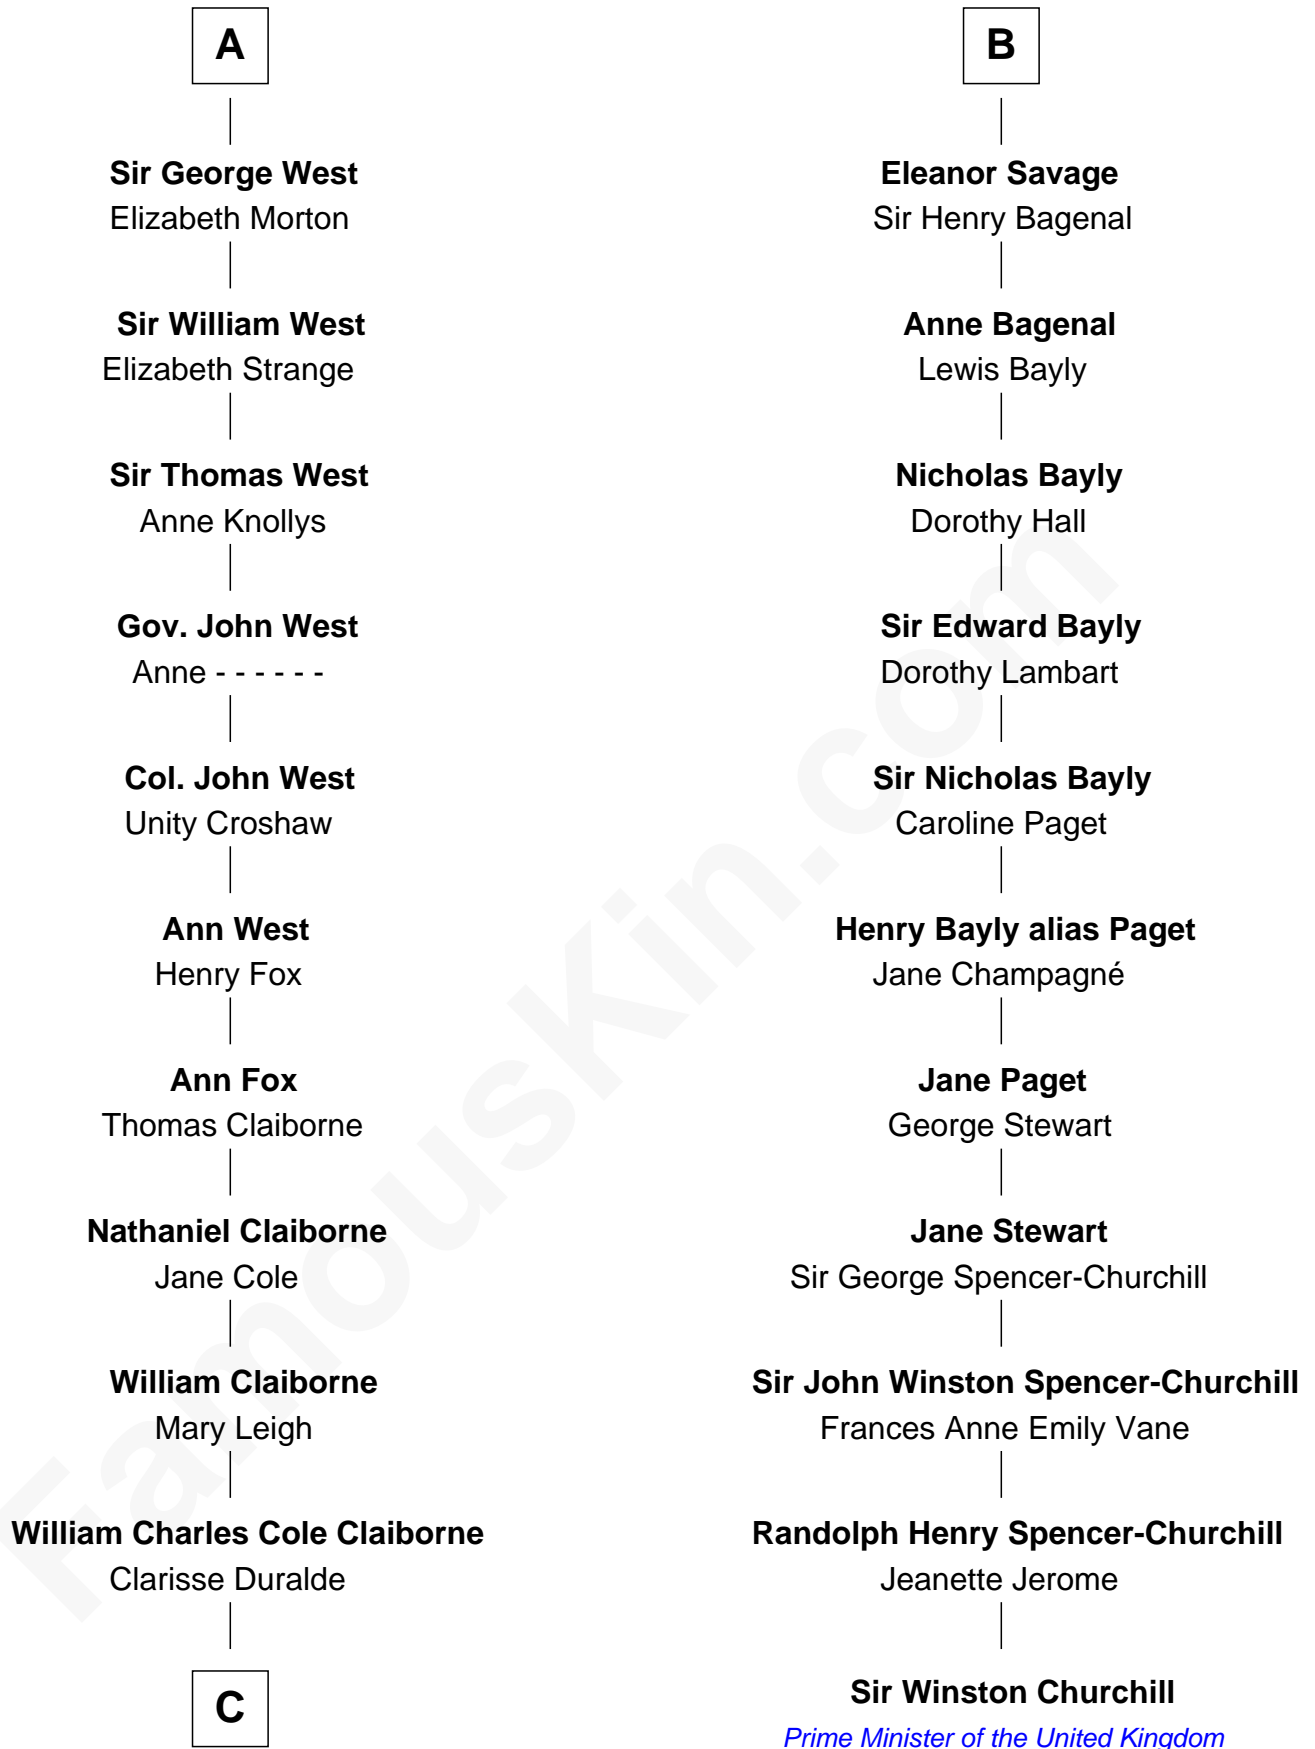 A
Sir George West
Elizabeth Morton
Sir William West
Elizabeth Strange
Sir Thomas West
Anne Knollys
Gov. John West
Anne - - - - - -
Col. John West
Unity Croshaw
Ann West
Henry Fox
Ann Fox
Thomas Claiborne
Nathaniel Claiborne
Jane Cole
William Claiborne
Mary Leigh
William Charles Cole Claiborne
Clarisse Duralde
C
B
Eleanor Savage
Sir Henry Bagenal
Anne Bagenal
Lewis Bayly
Nicholas Bayly
Dorothy Hall
Sir Edward Bayly
Dorothy Lambart
Sir Nicholas Bayly
Caroline Paget
Henry Bayly alias Paget
Jane Champagné
Jane Paget
George Stewart
Jane Stewart
Sir George Spencer-Churchill
Sir John Winston Spencer-Churchill
Frances Anne Emily Vane
Randolph Henry Spencer-Churchill
Jeanette Jerome
Sir Winston Churchill
Prime Minister of the United Kingdom
FamousKin.com